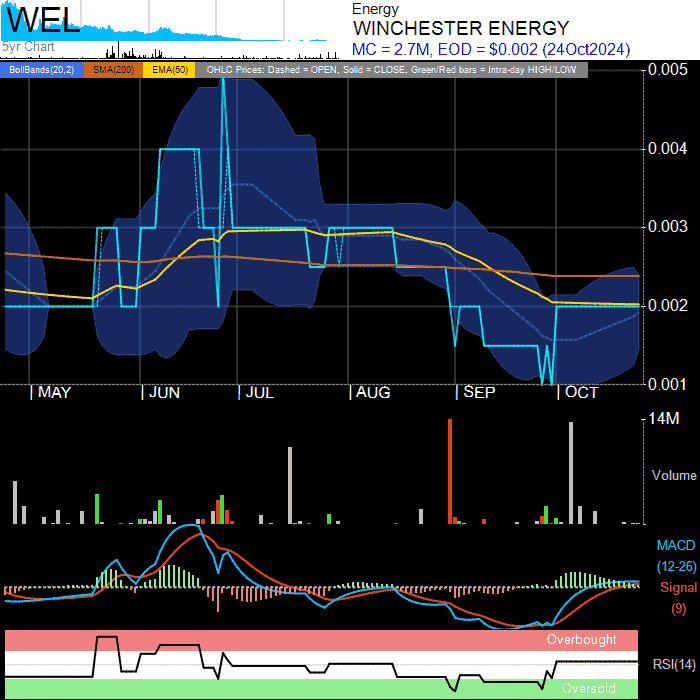 WEL
5yr Chart
Energy
WINCHESTER ENERGY
MC = 2.7M, EOD = $0.002 (24Oct2024)
BollBands(20,2) SMA(200) EMA(50) OHLC Prices: Dashed = OPEN, Solid = CLOSE, Green/Red bars = Intra-day HIGH/LOW
0.005
0.004
0.003
0.002
0.001
| MAY | JUN | JUL | AUG | SEP | OCT
14M
Volume
MACD
(12-26)
Signal
(9)
Overbought
RSI(14)
Oversold